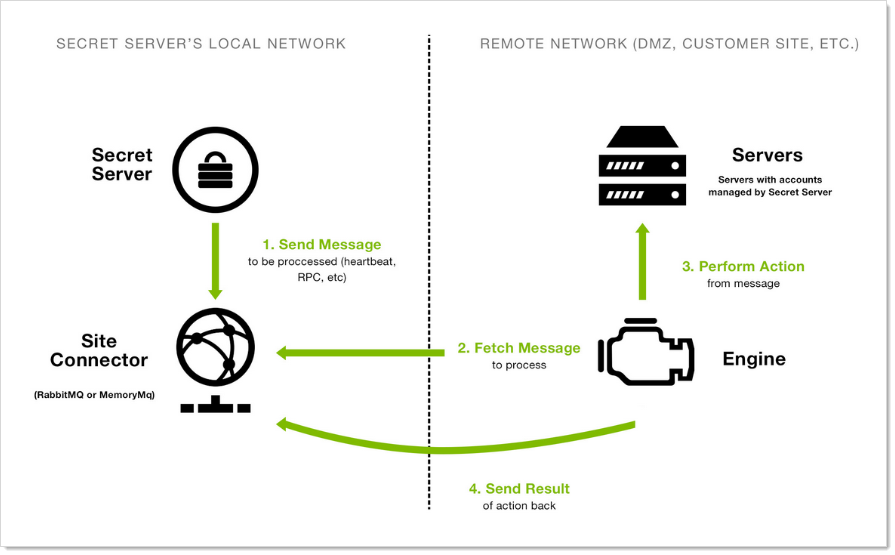 SECRET SERVER'S LOCAL NETWORK
REMOTE NETWORK (DMZ, CUSTOMER SITE, ETC.)
Secret
Server
Servers
Servers with accounts
managed by Secret Server
1. Send Message
to be proccessed (heartbeat,
RPC, etc)
3. Perform Action
from message
Site
Connector
(RabbitMQ or MemoryMq)
2. Fetch Message
to process
Engine
4. Send Result
of action back